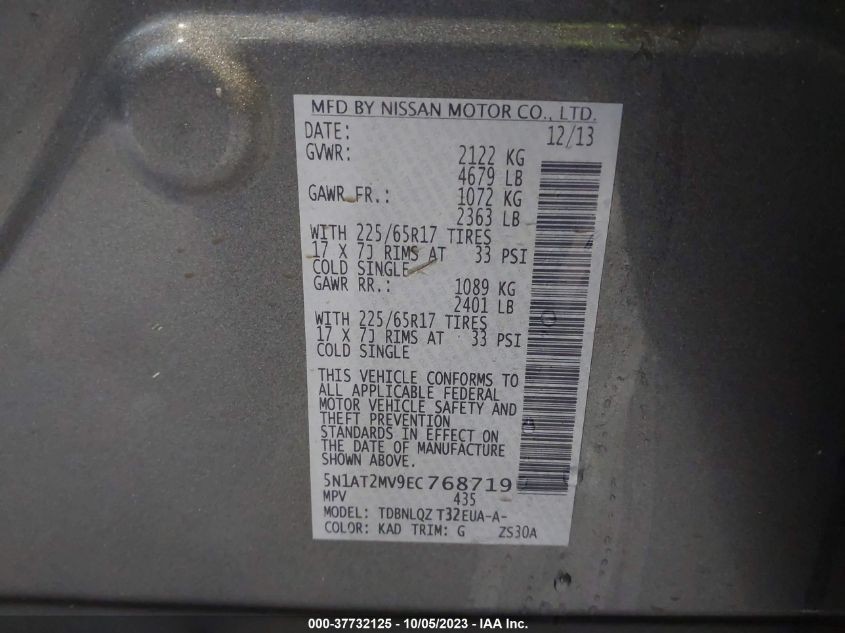 MFD BY NISSAN MOTOR CO., LTD.
DATE: 12/13
GVWR: 2122 KG
4679 LB
GAWR FR.: 1072 KG
2363 LB
WITH 225/65R17 TIRES
17 X 7J RIMS AT 33 PSI
COLD SINGLE
GAWR RR.: 1089 KG
2401 LB
WITH 225/65R17 TIRES
17 X 7J RIMS AT 33 PSI
COLD SINGLE
THIS VEHICLE CONFORMS TO
ALL APPLICABLE FEDERAL
MOTOR VEHICLE SAFETY AND
THEFT PREVENTION
STANDARDS IN EFFECT ON
THE DATE OF MANUFACTURE
SHOWN ABOVE.
5N1AT2MV9EC768719
MPV 435
MODEL: TDBNLQZ T32EUA-A-
COLOR: KAD TRIM: G ZS30A
000-37732125 - 10/05/2023 - IAA Inc.